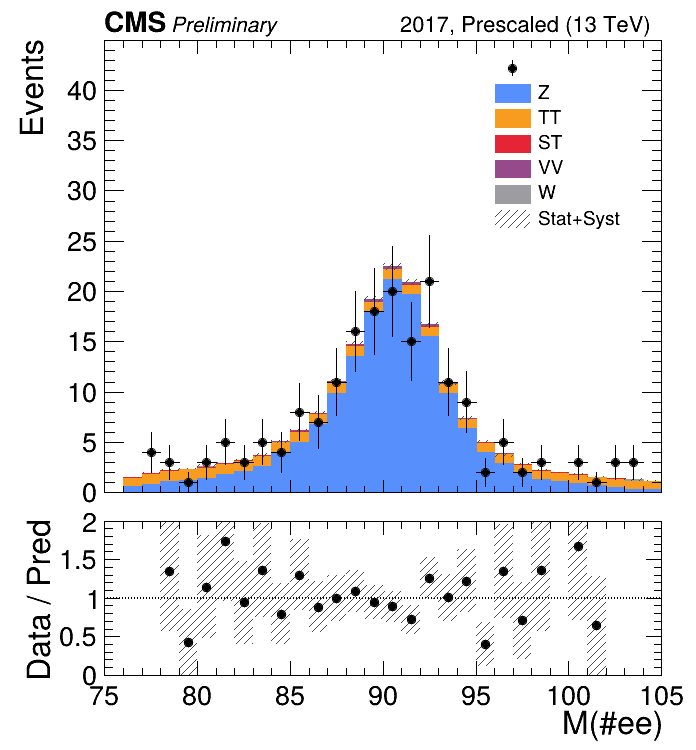 CMS Preliminary 2017, Prescaled (13 TeV)
Events
40
35
30
25
20
15
10
5
0
Z
TT
ST
VV
W
Stat+Syst
Data / Pred
2
1.5
1
0.5
0
75 80 85 90 95 100 105
M(#ee)